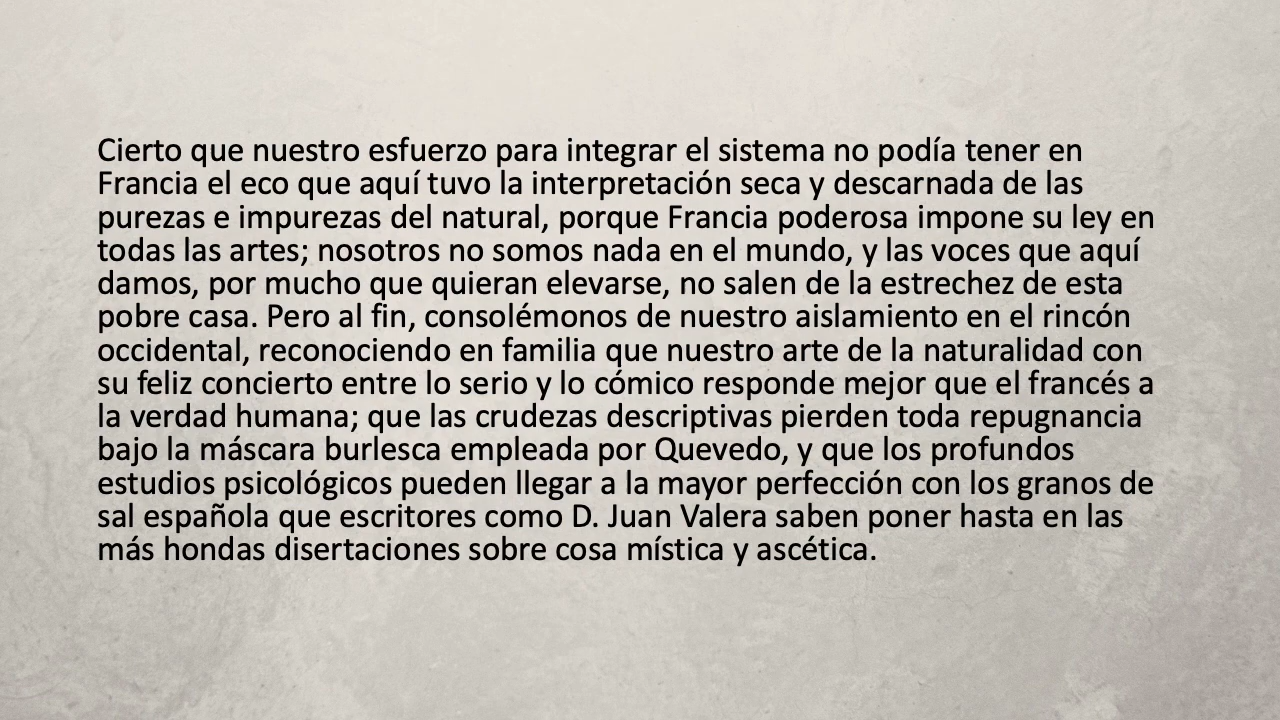 Cierto que nuestro esfuerzo para integrar el sistema no podía tener en
Francia el eco que aquí tuvo la interpretación seca y descarnada de las
purezas e impurezas del natural, porque Francia poderosa impone su ley en
todas las artes; nosotros no somos nada en el mundo, y las voces que aquí
damos, por mucho que quieran elevarse, no salen de la estrechez de esta
pobre casa. Pero al fin, consolémonos de nuestro aislamiento en el rincón
occidental, reconociendo en familia que nuestro arte de la naturalidad con
su feliz concierto entre lo serio y lo cómico responde mejor que el francés a
la verdad humana; que las crudezas descriptivas pierden toda repugnancia
bajo la máscara burlesca empleada por Quevedo, y que los profundos
estudios psicológicos pueden llegar a la mayor perfección con los granos de
sal española que escritores como D. Juan Valera saben poner hasta en las
más hondas disertaciones sobre cosa mística y ascética.